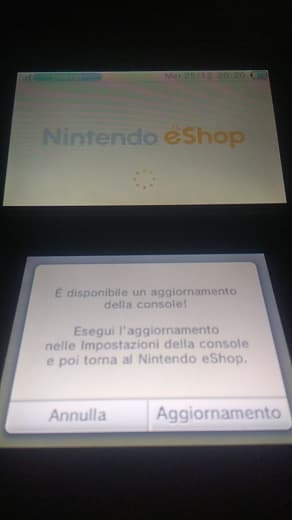 Mer 25/12 20:20
Nintendo eShop
È disponibile un aggiornamento
della console!
Esegui l'aggiornamento
nelle Impostazioni della console
e poi torna al Nintendo eShop.
Annulla
Aggiornamento